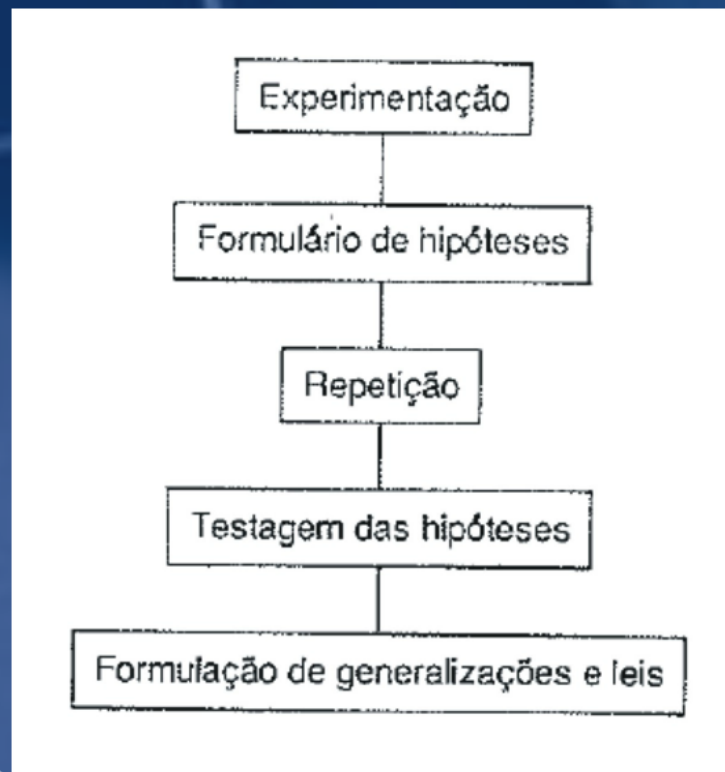 Experimentação
Formulário de hipóteses
Repetição
Testagem das hipóteses
Formulação de generalizações e leis